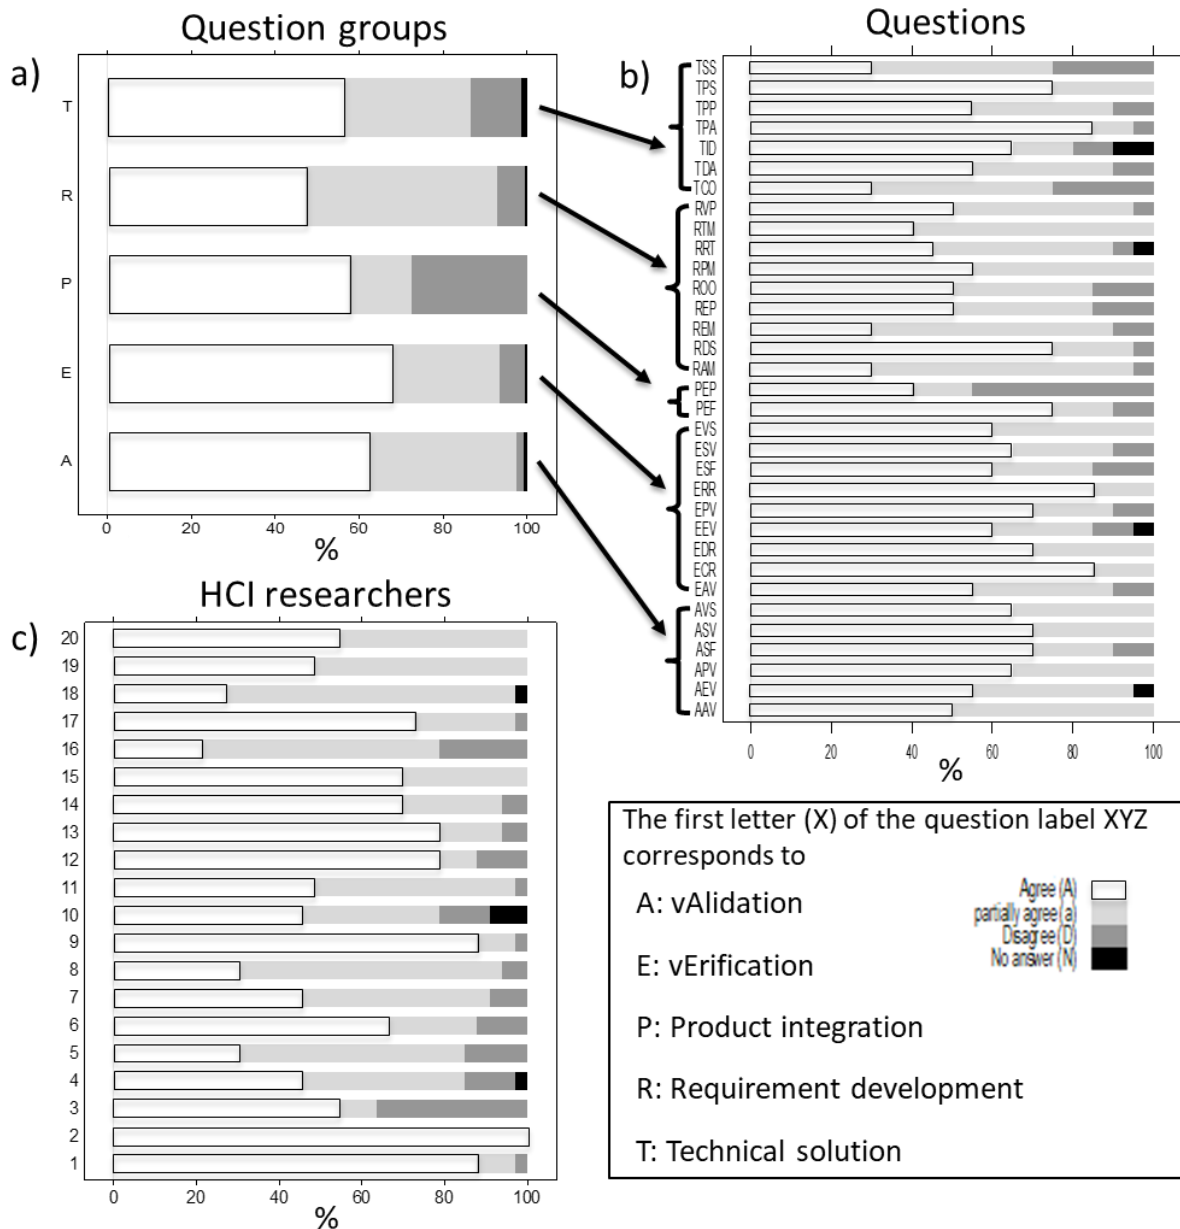 Question groups
a)
T
R
P
E
A
0 20 40 60 80 100
%
Questions
b)
TSS
TPS
TPP
TPA
TID
TDA
TCO
RVP
RTM
RRT
RPM
ROO
REP
REM
RDS
RAM
PEP
PEF
EVS
ESV
ESF
ERR
EPV
EEV
EDR
ECR
EAV
AVS
ASV
ASF
APV
AEV
AAV
0 20 40 60 80 100
%
HCI researchers
c)
20
19
18
17
16
15
14
13
12
11
10
9
8
7
6
5
4
3
2
1
0 20 40 60 80 100
%
The first letter (X) of the question label XYZ
corresponds to
A: vAlidation
E: vErification
P: Product integration
R: Requirement development
T: Technical solution
Agree (A)
partially agree (a)
Disagree (D)
No answer (N)